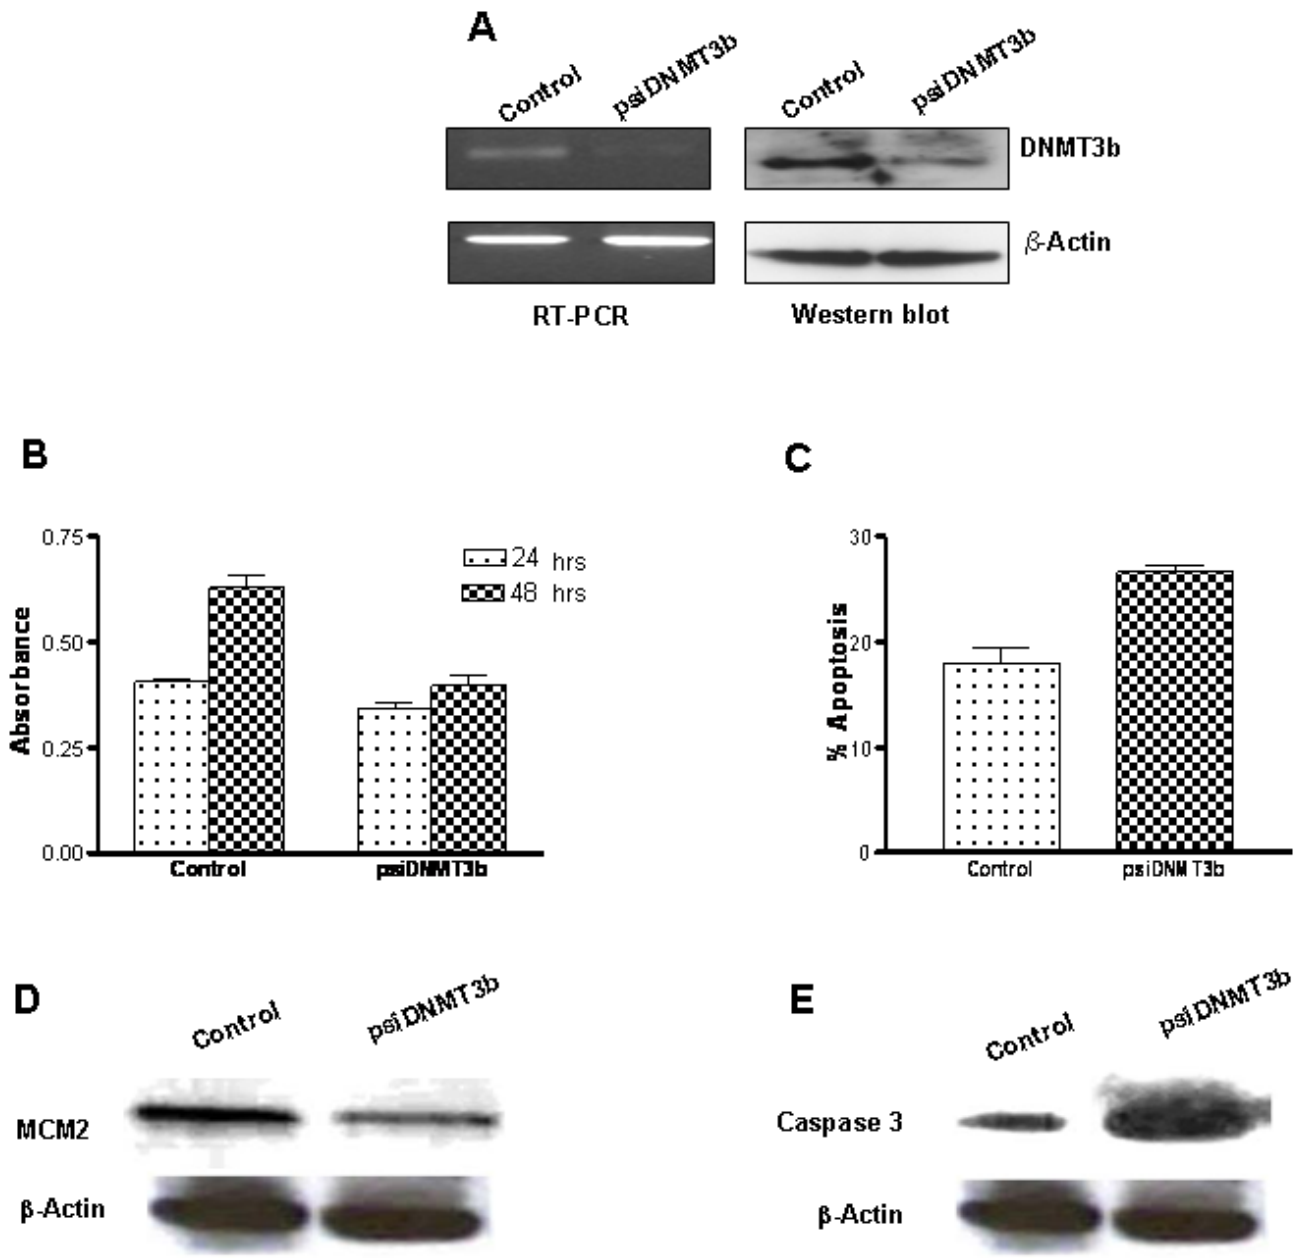 A
Control psiDNMT3b Control psiDNMT3b
DNMT3b
β-Actin
RT-PCR Western blot
B
0.75
0.50
0.25
0.00
Absorbance
24 hrs
48 hrs
Control psiDNMT3b
C
30
20
10
0
% Apoptosis
Control psiDNMT3b
D
Control psiDNMT3b
MCM2
β-Actin
E
Control psiDNMT3b
Caspase 3
β-Actin